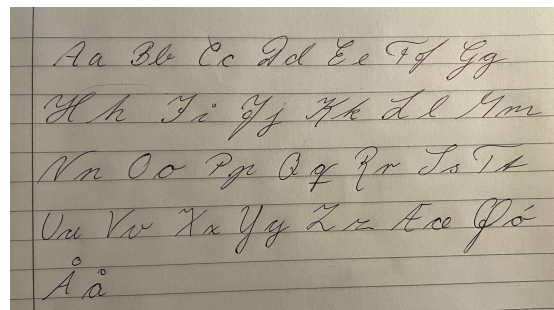 Aa Bb Cc Dd Ee Ff Gg
Hh Ii Jj Kk Ll Mm
Nn Oo Pp Qq Rr Ss Tt
Uu Vv Xx Yy Zz Ææ Øø
Åå